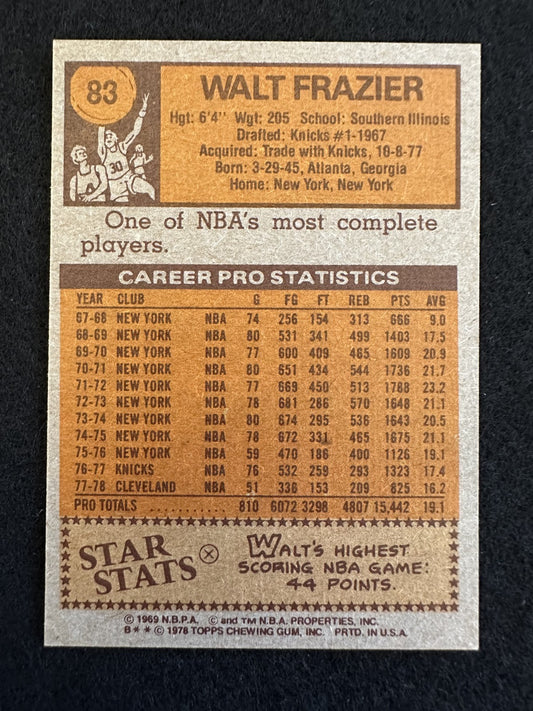 83
30
WALT FRAZIER
Hgt: 6'4" Wgt: 205 School: Southern Illinois
Drafted: Knicks #1-1967
Acquired: Trade with Knicks, 10-8-77
Born: 3-29-45, Atlanta, Georgia
Home: New York, New York
One of NBA's most complete
players.
CAREER PRO STATISTICS
YEAR CLUB G FG FT REB PTS AVG
67-68 NEW YORK NBA 74 256 154 313 666 9.0
68-69 NEW YORK NBA 80 531 341 499 1403 17.5
69-70 NEW YORK NBA 77 600 409 465 1609 20.9
70-71 NEW YORK NBA 80 651 434 544 1736 21.7
71-72 NEW YORK NBA 77 669 450 513 1788 23.2
72-73 NEW YORK NBA 78 681 286 570 1648 21.1
73-74 NEW YORK NBA 80 674 295 536 1643 20.5
74-75 NEW YORK NBA 78 672 331 465 1675 21.1
75-76 NEW YORK NBA 59 470 186 400 1126 19.1
76-77 KNICKS NBA 76 532 259 293 1323 17.4
77-78 CLEVELAND NBA 51 336 153 209 825 16.2
PRO TOTALS 810 6072 3298 4807 15,442 19.1
STAR
STATS
WALT'S HIGHEST
SCORING NBA GAME:
44 POINTS.
© 1969 N.B.P.A. © and TM N.B.A. PROPERTIES, INC.
B** © 1978 TOPPS CHEWING GUM, INC. PRTD. IN U.S.A.